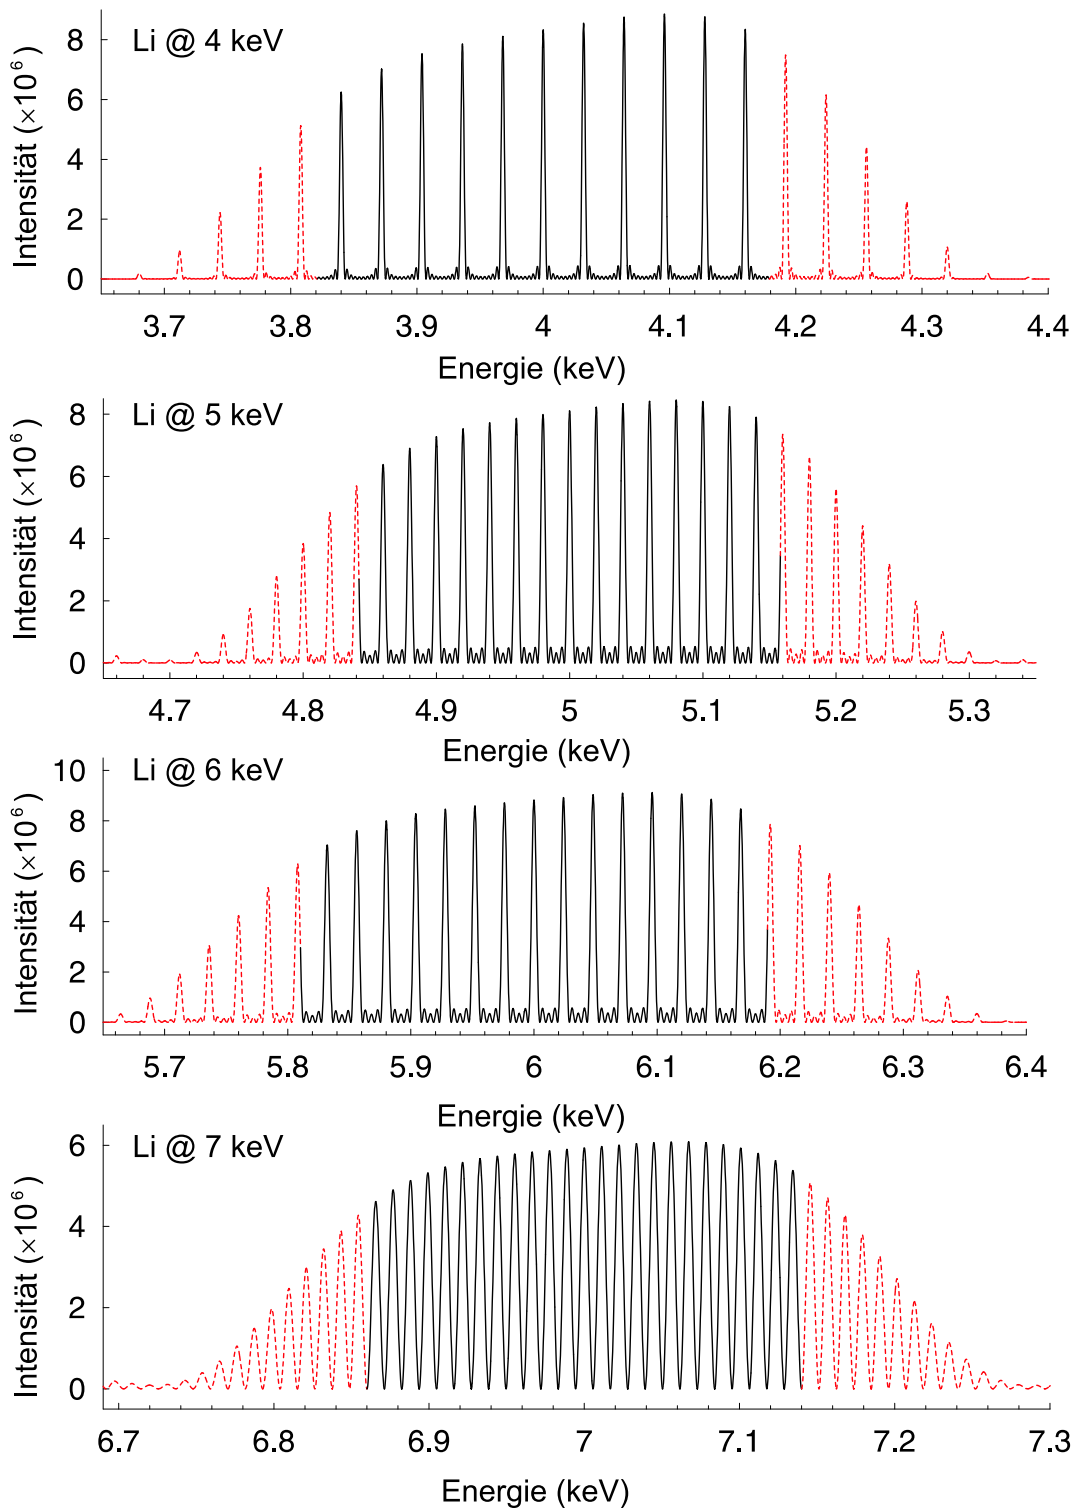 Li @ 4 keV
Intensität (×10⁶)
8
6
4
2
0
3.7 3.8 3.9 4 4.1 4.2 4.3 4.4
Energie (keV)
Li @ 5 keV
Intensität (×10⁶)
8
6
4
2
0
4.7 4.8 4.9 5 5.1 5.2 5.3
Energie (keV)
Li @ 6 keV
Intensität (×10⁶)
10
8
6
4
2
0
5.7 5.8 5.9 6 6.1 6.2 6.3 6.4
Energie (keV)
Li @ 7 keV
Intensität (×10⁶)
6
4
2
0
6.7 6.8 6.9 7 7.1 7.2 7.3
Energie (keV)